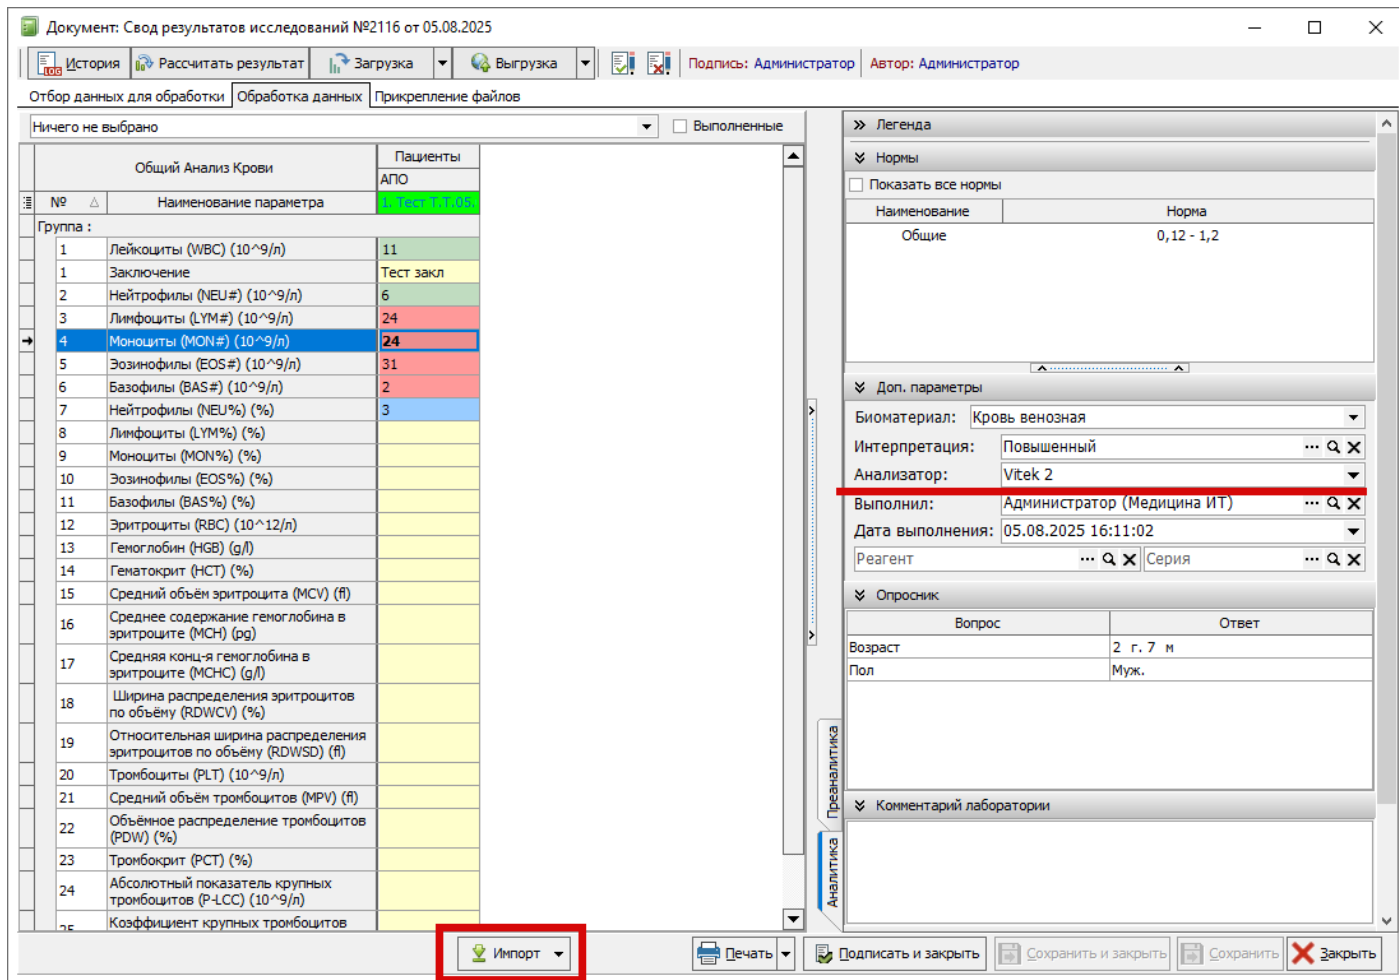 Документ: Свод результатов исследований №2116 от 05.08.2025
LOG История Рассчитать результат Загрузка Выгрузка Подпись: Администратор Автор: Администратор
Отбор данных для обработки Обработка данных Прикрепление файлов
Ничего не выбрано Выполненные
Общий Анализ Крови Пациенты
АПО
№ Наименование параметра 1. Тест Т.Т.05.
Группа :
1 Лейкоциты (WBC) (10^9/л) 11
1 Заключение Тест закл
2 Нейтрофилы (NEU#) (10^9/л) 6
3 Лимфоциты (LYM#) (10^9/л) 24
4 Моноциты (MON#) (10^9/л) 24
5 Эозинофилы (EOS#) (10^9/л) 31
6 Базофилы (BAS#) (10^9/л) 2
7 Нейтрофилы (NEU%) (%) 3
8 Лимфоциты (LYM%) (%)
9 Моноциты (MON%) (%)
10 Эозинофилы (EOS%) (%)
11 Базофилы (BAS%) (%)
12 Эритроциты (RBC) (10^12/л)
13 Гемоглобин (HGB) (g/l)
14 Гематокрит (HCT) (%)
15 Средний объём эритроцита (MCV) (fl)
16 Среднее содержание гемоглобина в
эритроците (MCH) (pg)
17 Средняя конц-я гемоглобина в
эритроците (MCHC) (g/l)
18 Ширина распределения эритроцитов
по объёму (RDWCV) (%)
19 Относительная ширина распределения
эритроцитов по объёму (RDWSD) (fl)
20 Тромбоциты (PLT) (10^9/л)
21 Средний объём тромбоцитов (MPV) (fl)
22 Объёмное распределение тромбоцитов
(PDW) (%)
23 Тромбокрит (PCT) (%)
24 Абсолютный показатель крупных
тромбоцитов (P-LCC) (10^9/л)
25 Коэффициент крупных тромбоцитов
Легенда
Нормы
Показать все нормы
Наименование Норма
Общие 0,12 - 1,2
Доп. параметры
Биоматериал: Кровь венозная
Интерпретация: Повышенный
Анализатор: Vitek 2
Выполнил: Администратор (Медицина ИТ)
Дата выполнения: 05.08.2025 16:11:02
Реагент Серия
Опросник
Вопрос Ответ
Возраст 2 г. 7 м
Пол Муж.
Преаналитика
Аналитика
Комментарий лаборатории
Импорт Печать Подписать и закрыть Сохранить и закрыть Сохранить Закрыть